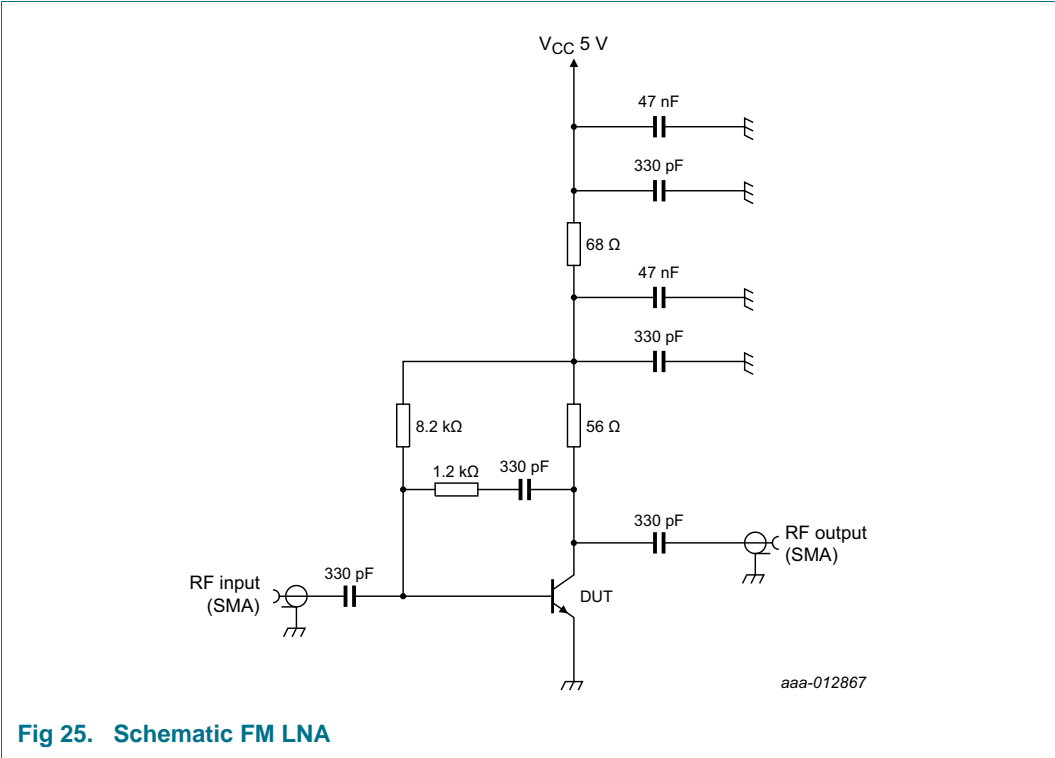 VCC 5 V
47 nF
330 pF
68 Ω
47 nF
330 pF
8.2 kΩ
56 Ω
1.2 kΩ
330 pF
330 pF
RF output
(SMA)
330 pF
RF input
(SMA)
DUT
aaa-012867
Fig 25. Schematic FM LNA